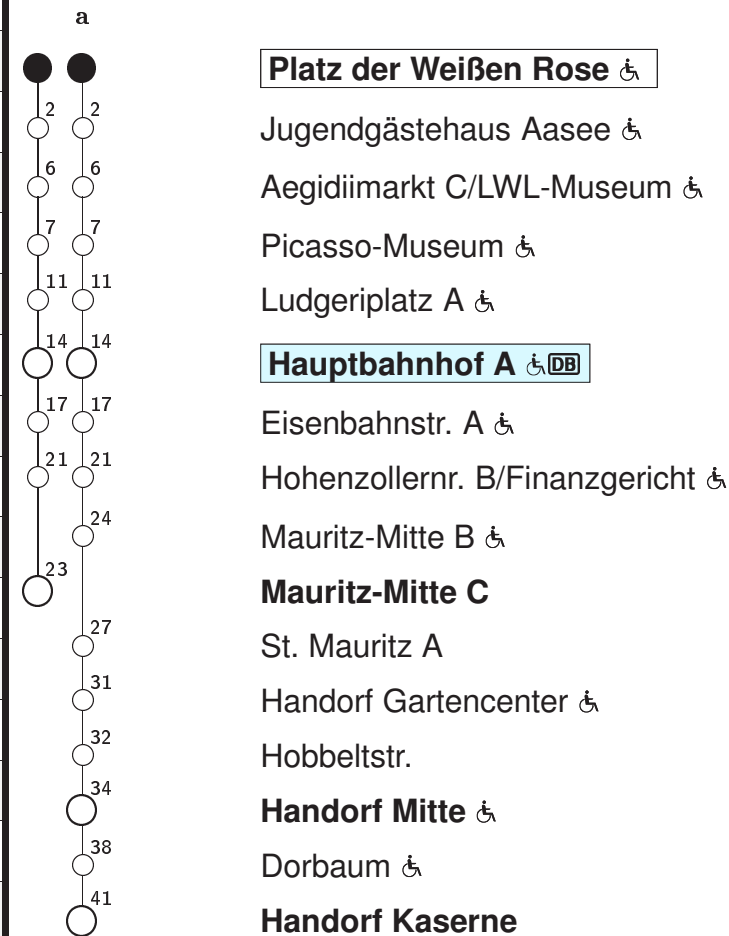 a
Platz der Weißen Rose
2 2 Jugendgästehaus Aasee
6 6 Aegidiimarkt C/LWL-Museum
7 7 Picasso-Museum
11 11 Ludgeriplatz A
14 14 Hauptbahnhof A DB
17 17 Eisenbahnstr. A
21 21 Hohenzollernr. B/Finanzgericht
24 Mauritz-Mitte B
23 Mauritz-Mitte C
27 St. Mauritz A
31 Handorf Gartencenter
32 Hobbeltstr.
34 Handorf Mitte
38 Dorbaum
41 Handorf Kaserne